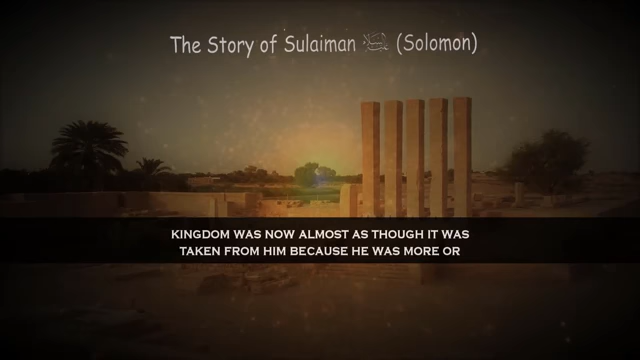 The Story of Sulaiman (Solomon)
KINGDOM WAS NOW ALMOST AS THOUGH IT WAS
TAKEN FROM HIM BECAUSE HE WAS MORE OR